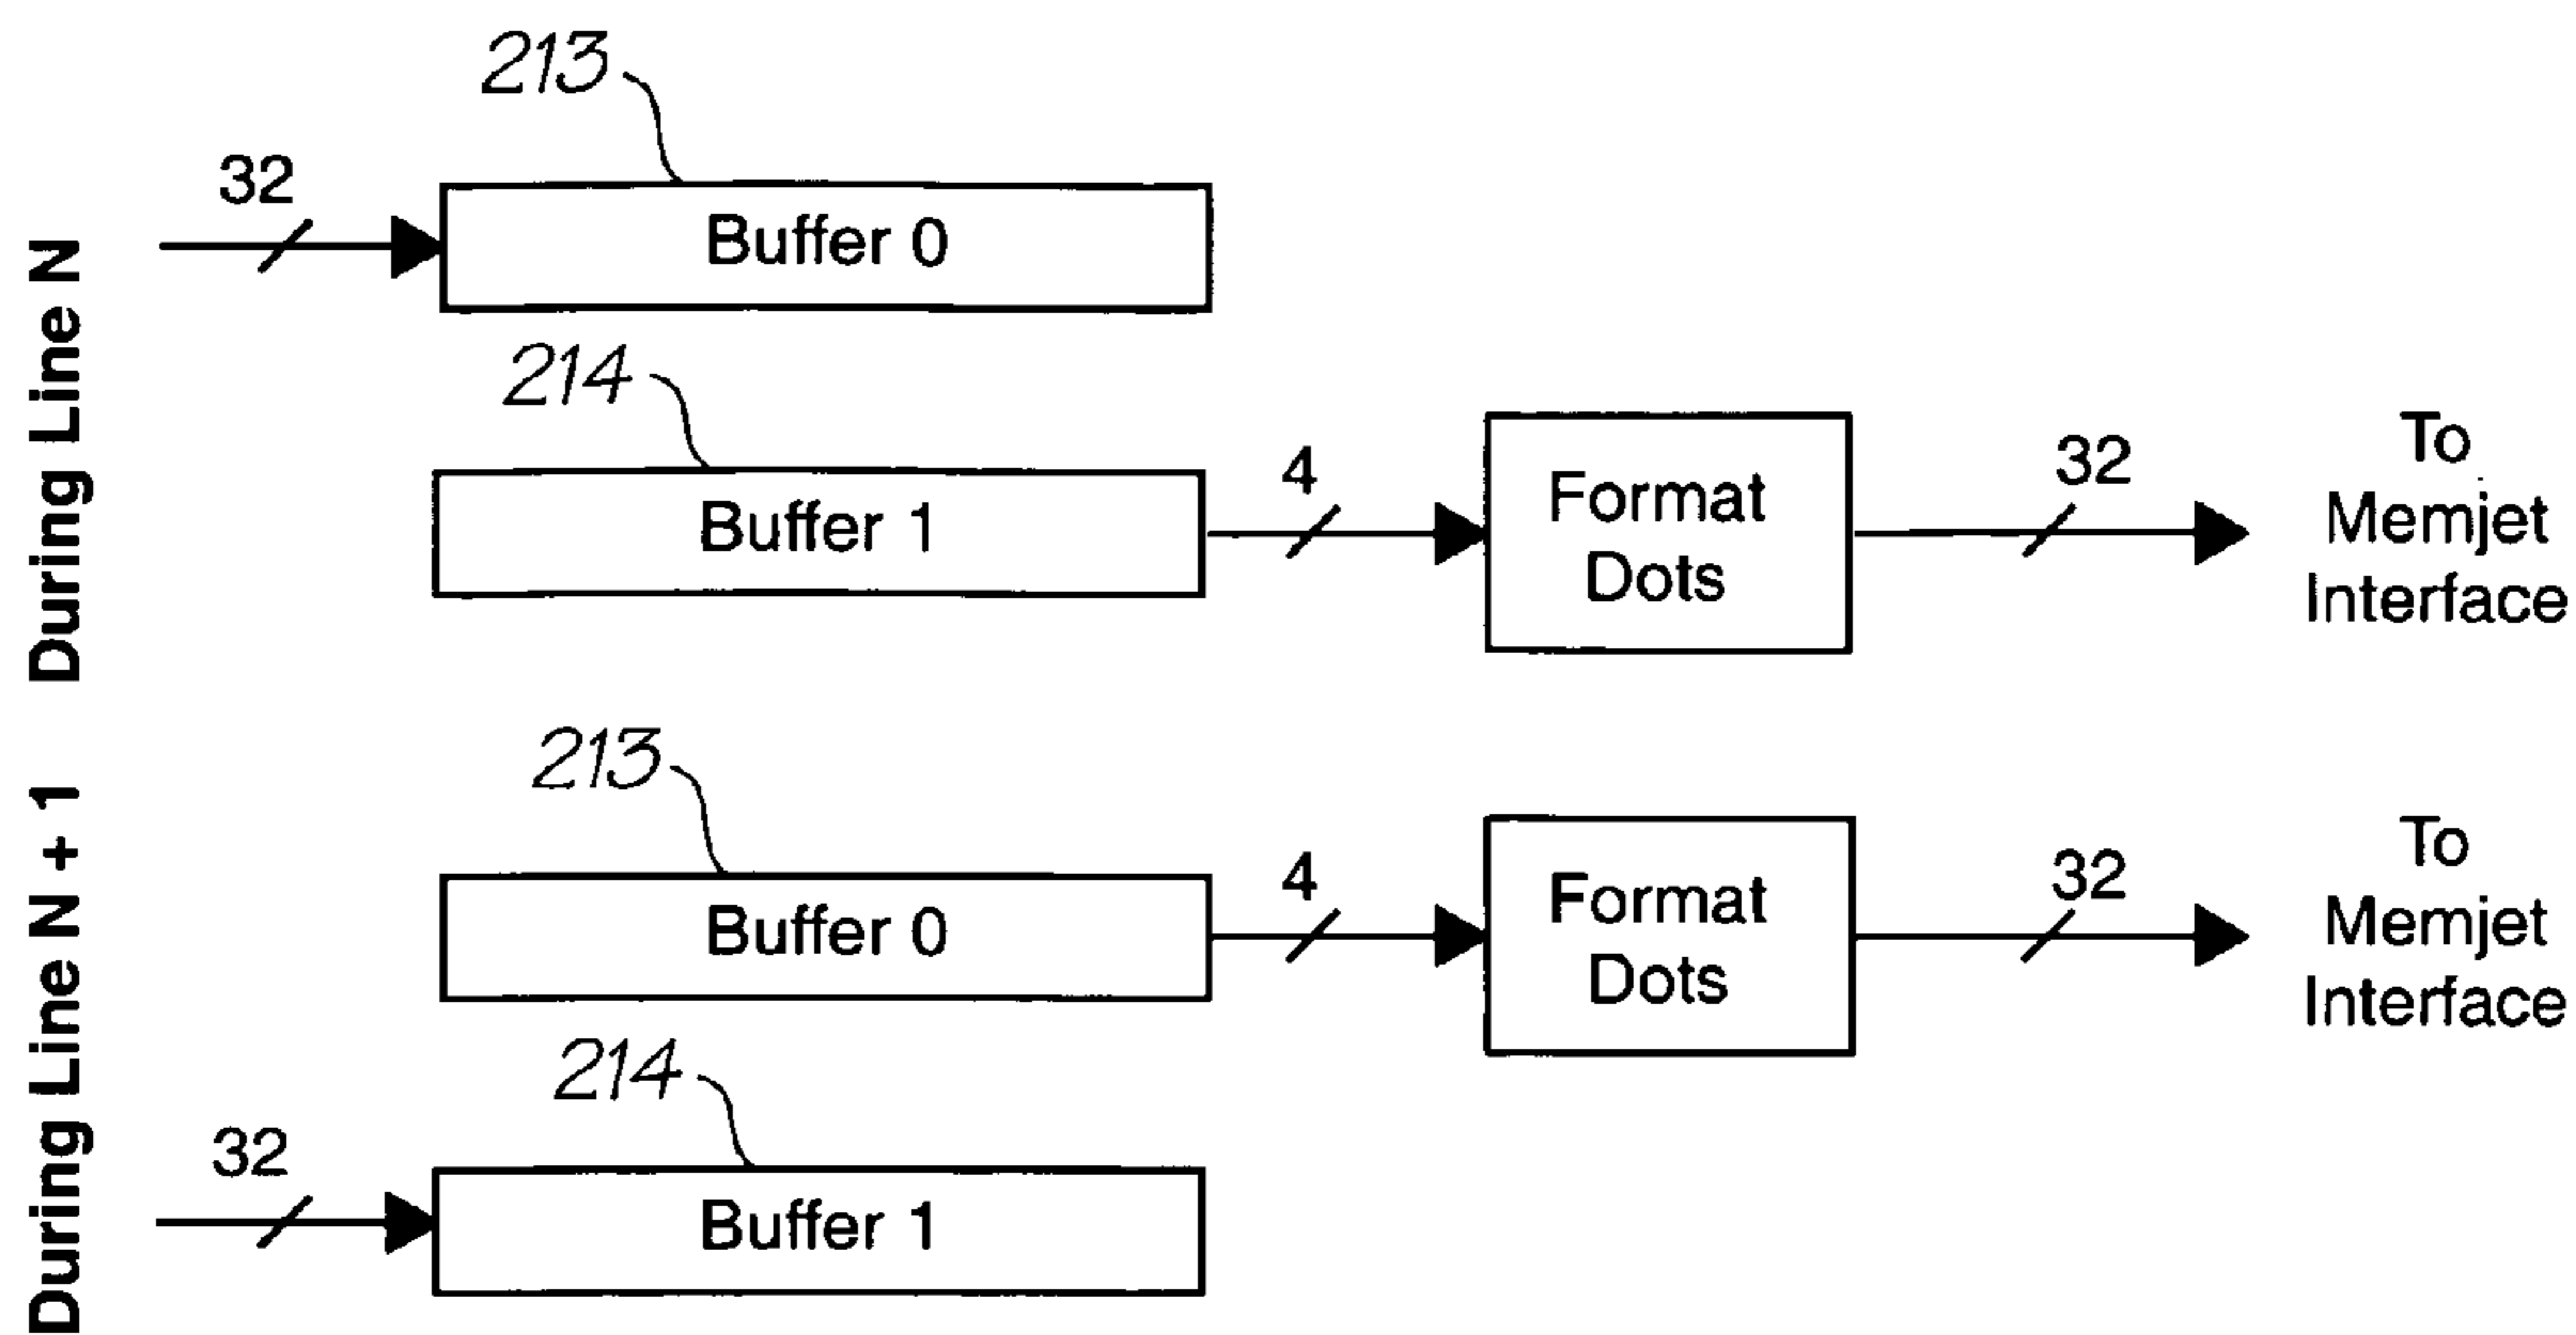 During Line N
213
32
Buffer 0
214
Buffer 1
4
Format
Dots
32
To
Memjet
Interface
During Line N + 1
213
Buffer 0
4
Format
Dots
32
To
Memjet
Interface
214
32
Buffer 1